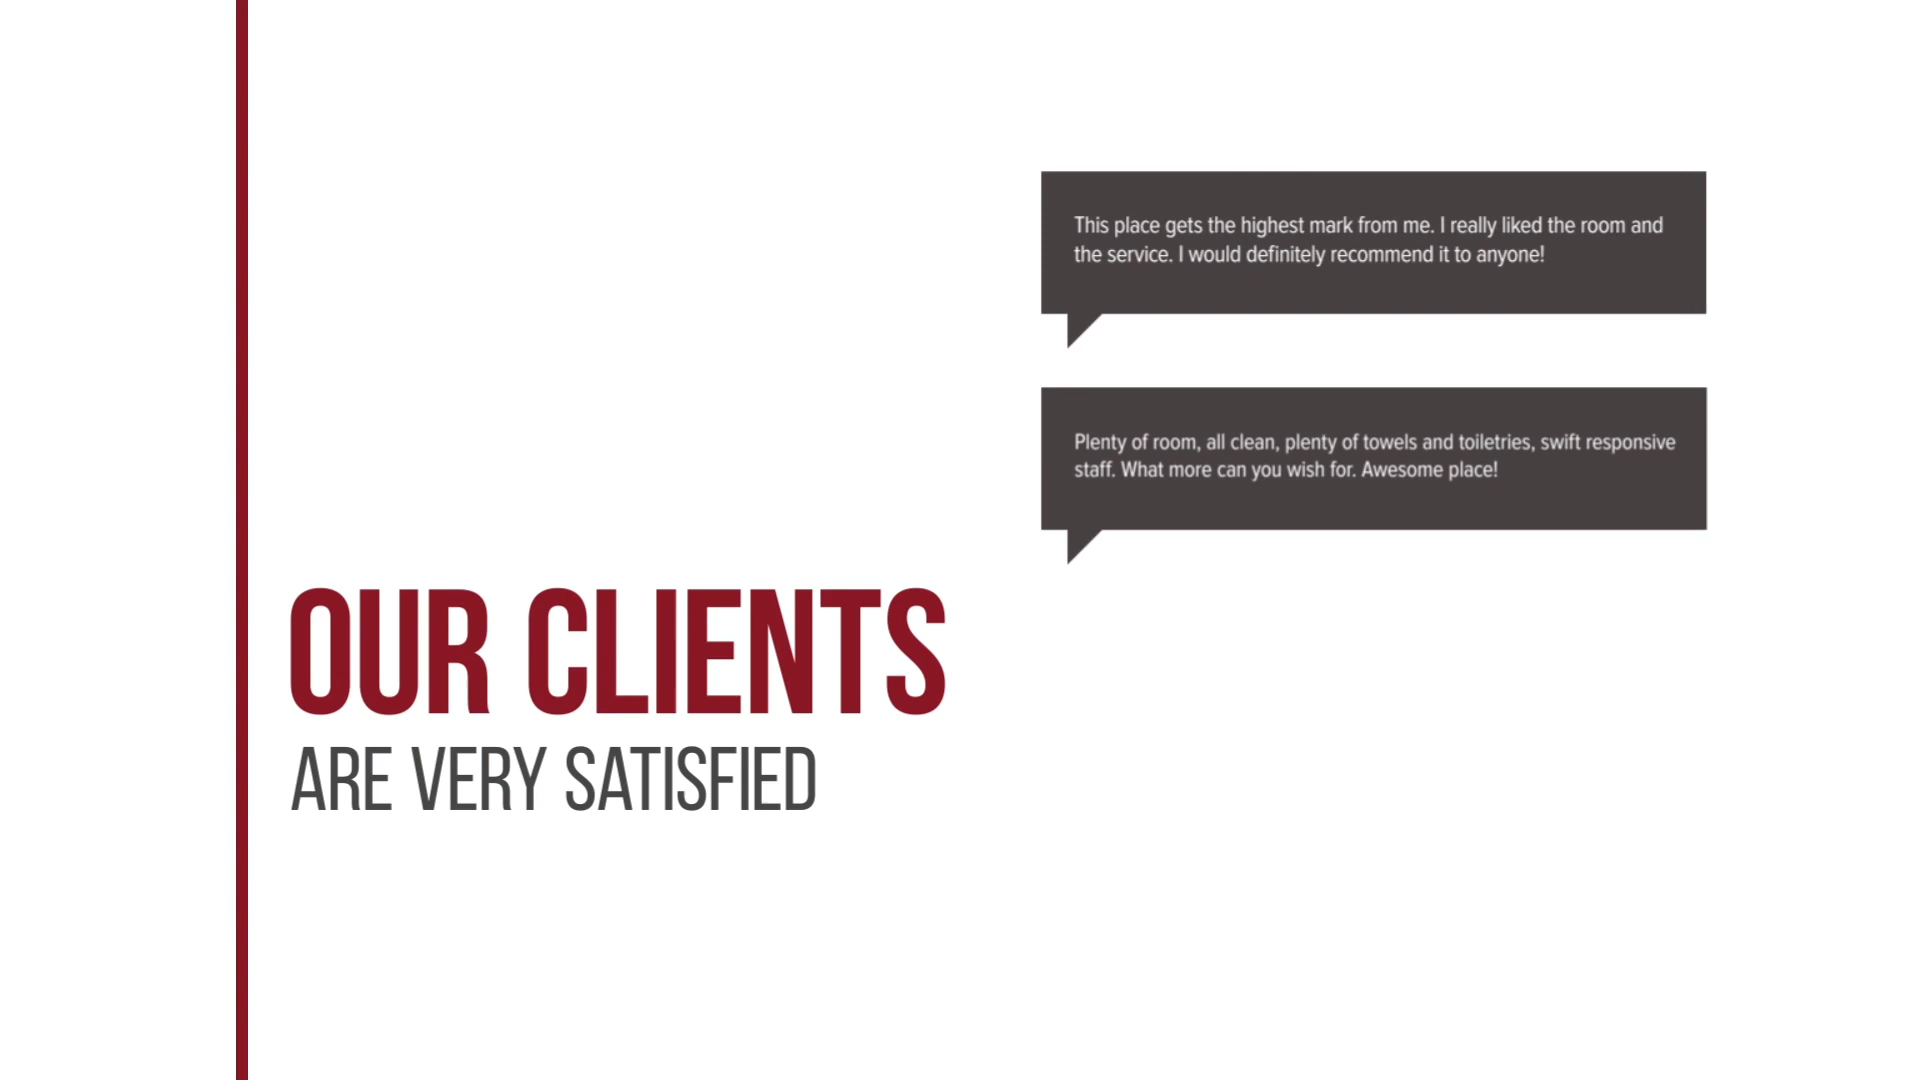 This place gets the highest mark from me. I really liked the room and
the service. I would definitely recommend it to anyone!
Plenty of room, all clean, plenty of towels and toiletries, swift responsive
staff. What more can you wish for. Awesome place!
OUR CLIENTS
ARE VERY SATISFIED